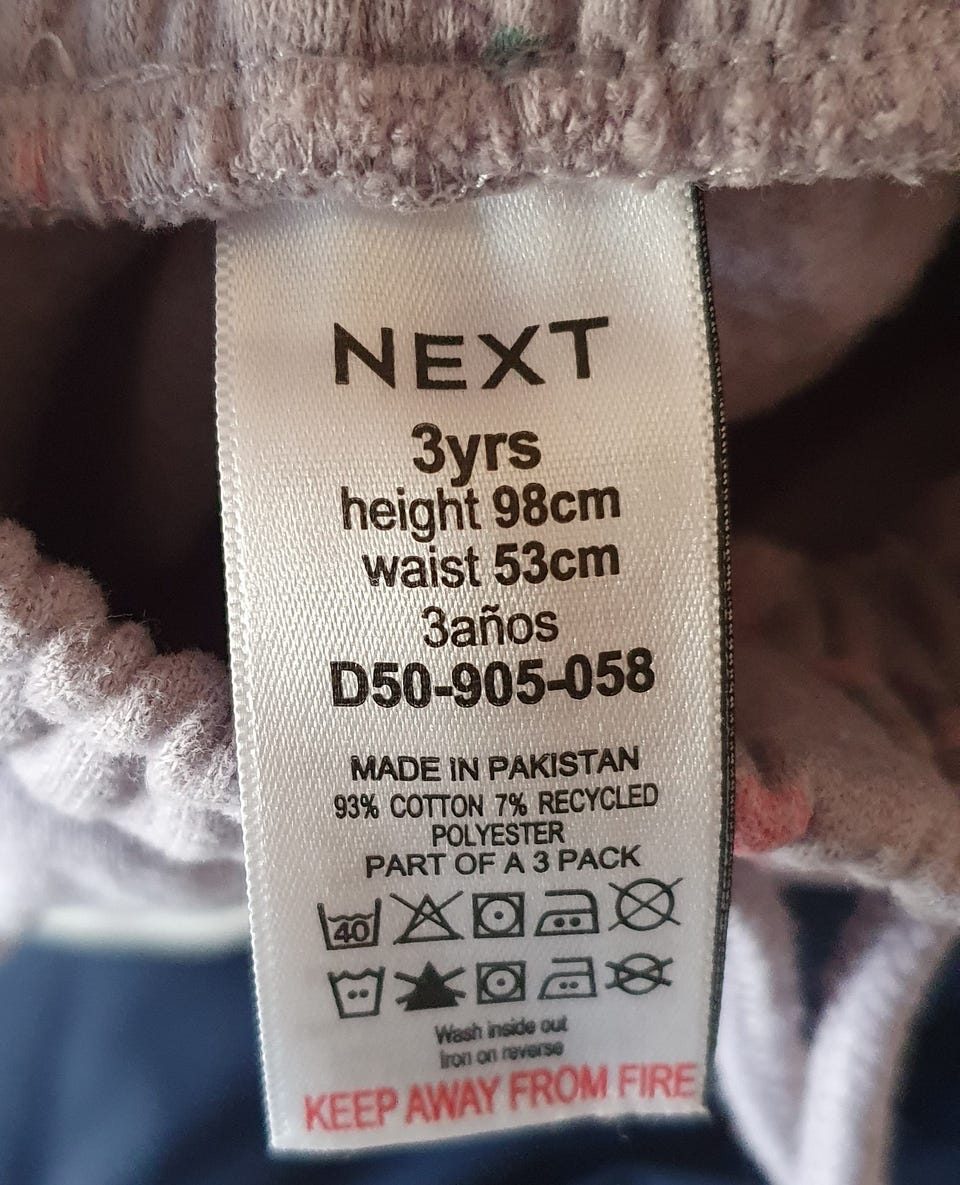 NEXT
3yrs
height 98cm
waist 53cm
3años
D50-905-058
MADE IN PAKISTAN
93% COTTON 7% RECYCLED
POLYESTER
PART OF A 3 PACK
40
Wash inside out
Iron on reverse
KEEP AWAY FROM FIRE